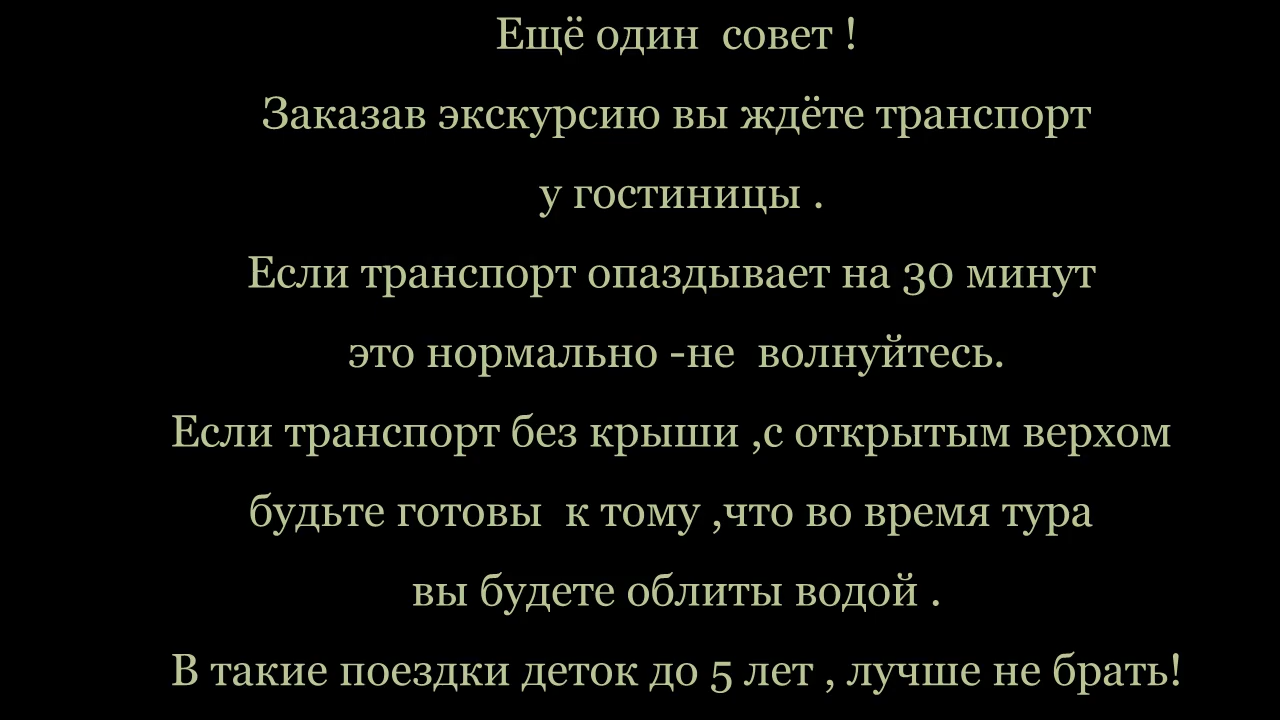 Ещё один  совет !
Заказав экскурсию вы ждёте транспорт
у гостиницы .
Если транспорт опаздывает на 30 минут
это нормально -не  волнуйтесь.
Если транспорт без крыши ,с открытым верхом
будьте готовы  к тому ,что во время тура
вы будете облиты водой .
В такие поездки деток до 5 лет , лучше не брать!